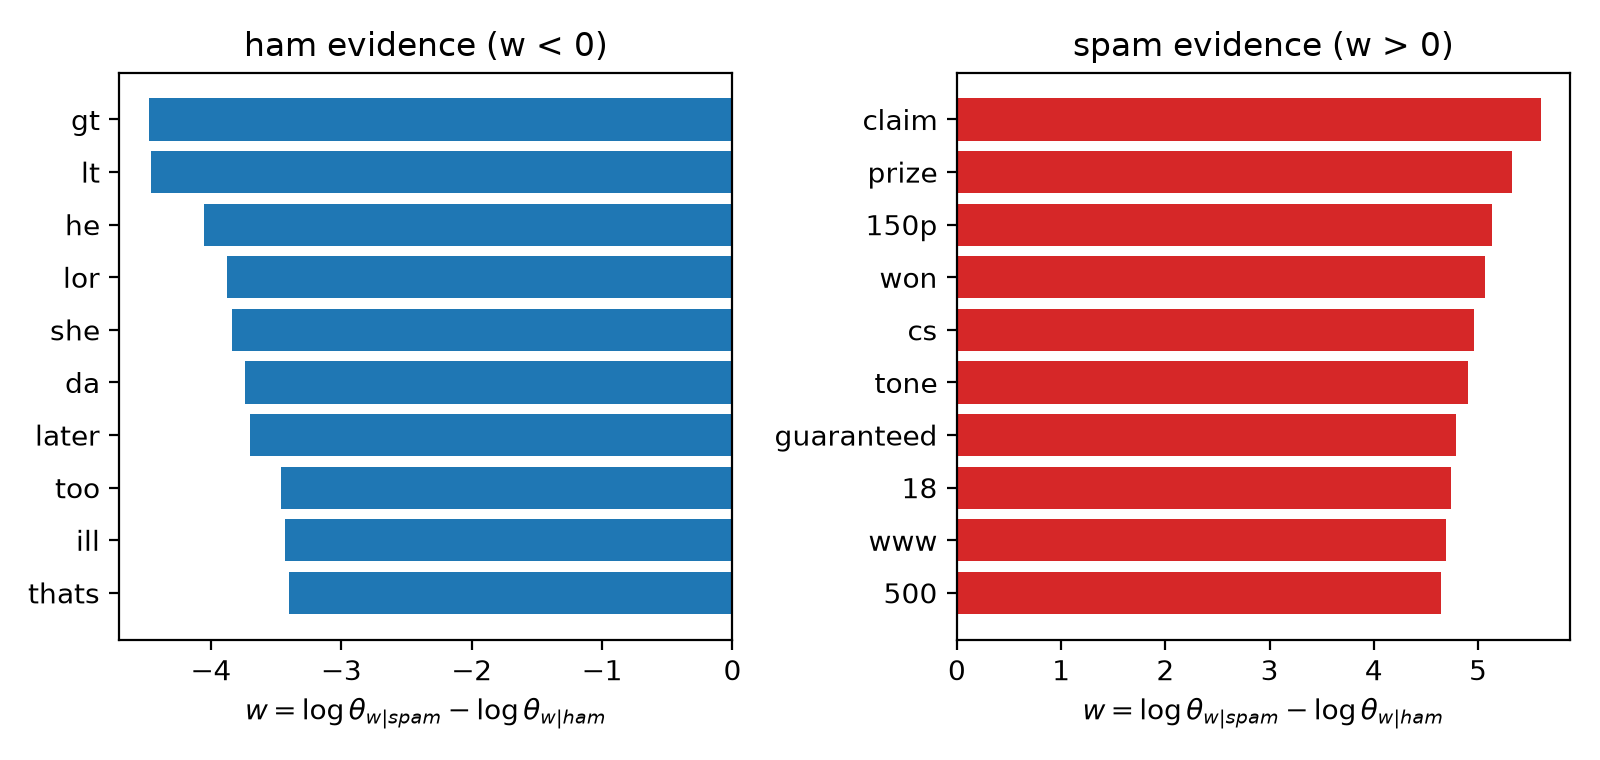 ham evidence (w < 0)
gt
lt
he
lor
she
da
later
too
ill
thats
−4 −3 −2 −1 0
w = log θw|spam − log θw|ham
spam evidence (w > 0)
claim
prize
150p
won
cs
tone
guaranteed
18
www
500
0 1 2 3 4 5
w = log θw|spam − log θw|ham